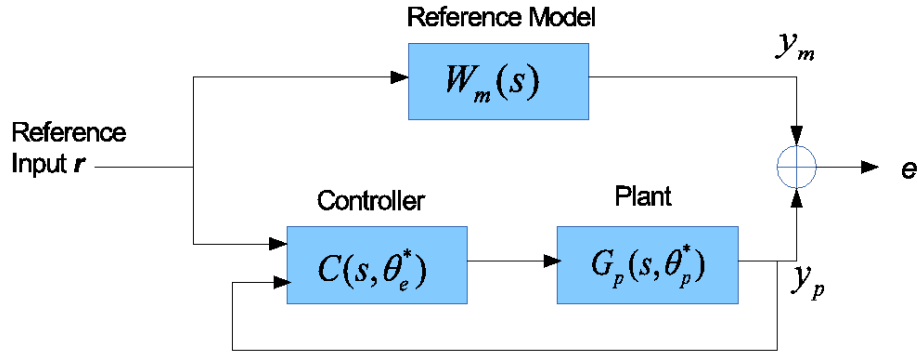 Reference Model
W_m(s)
y_m
Reference
Input r
e
Controller
Plant
C(s, θ_e^*)
G_p(s, θ_p^*)
y_p